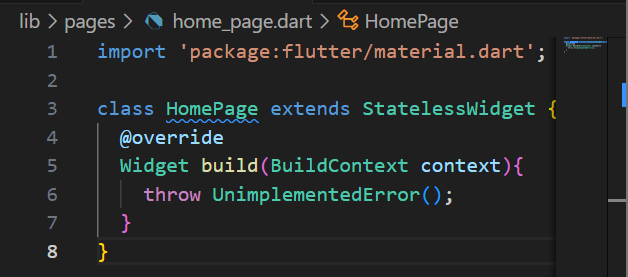 lib > pages > home_page.dart > HomePage
1 import 'package:flutter/material.dart';
2
3 class HomePage extends StatelessWidget {
4 @override
5 Widget build(BuildContext context){
6 throw UnimplementedError();
7 }
8 }